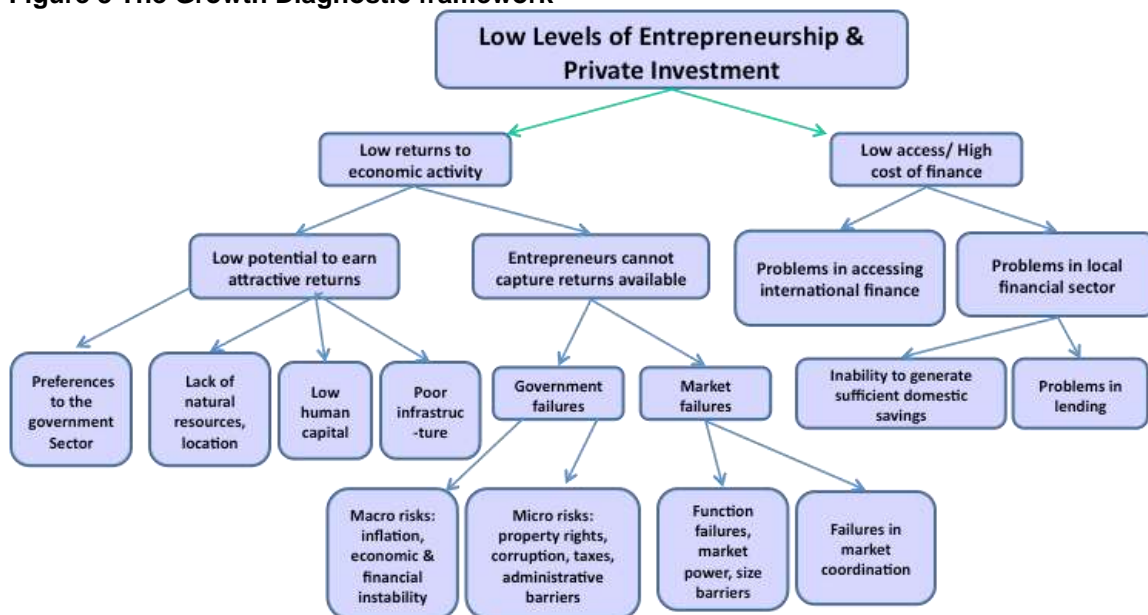 Figure 3 The Growth Diagnostic framework
Low Levels of Entrepreneurship &
Private Investment
Low returns to
economic activity
Low access/ High
cost of finance
Low potential to earn
attractive returns
Entrepreneurs cannot
capture returns available
Problems in accessing
international finance
Problems in local
financial sector
Preferences
to the
government
Sector
Lack of
natural
resources,
location
Low
human
capital
Poor
infrastruc
-ture
Government
failures
Market
failures
Inability to generate
sufficient domestic
savings
Problems in
lending
Macro risks:
inflation,
economic &
financial
instability
Micro risks:
property rights,
corruption, taxes,
administrative
barriers
Function
failures,
market
power, size
barriers
Failures in
market
coordination